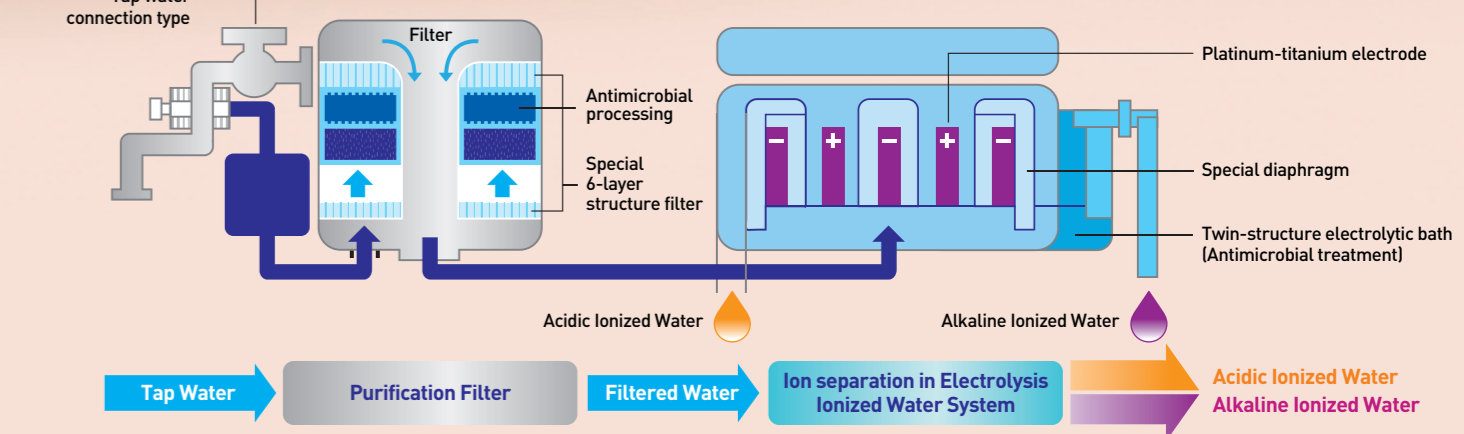 Tap water
connection type
Filter
Antimicrobial
processing
Special
6-layer
structure filter
Platinum-titanium electrode
− + − + −
Special diaphragm
Twin-structure electrolytic bath
(Antimicrobial treatment)
Acidic Ionized Water
Alkaline Ionized Water
Tap Water
Purification Filter
Filtered Water
Ion separation in Electrolysis
Ionized Water System
Acidic Ionized Water
Alkaline Ionized Water